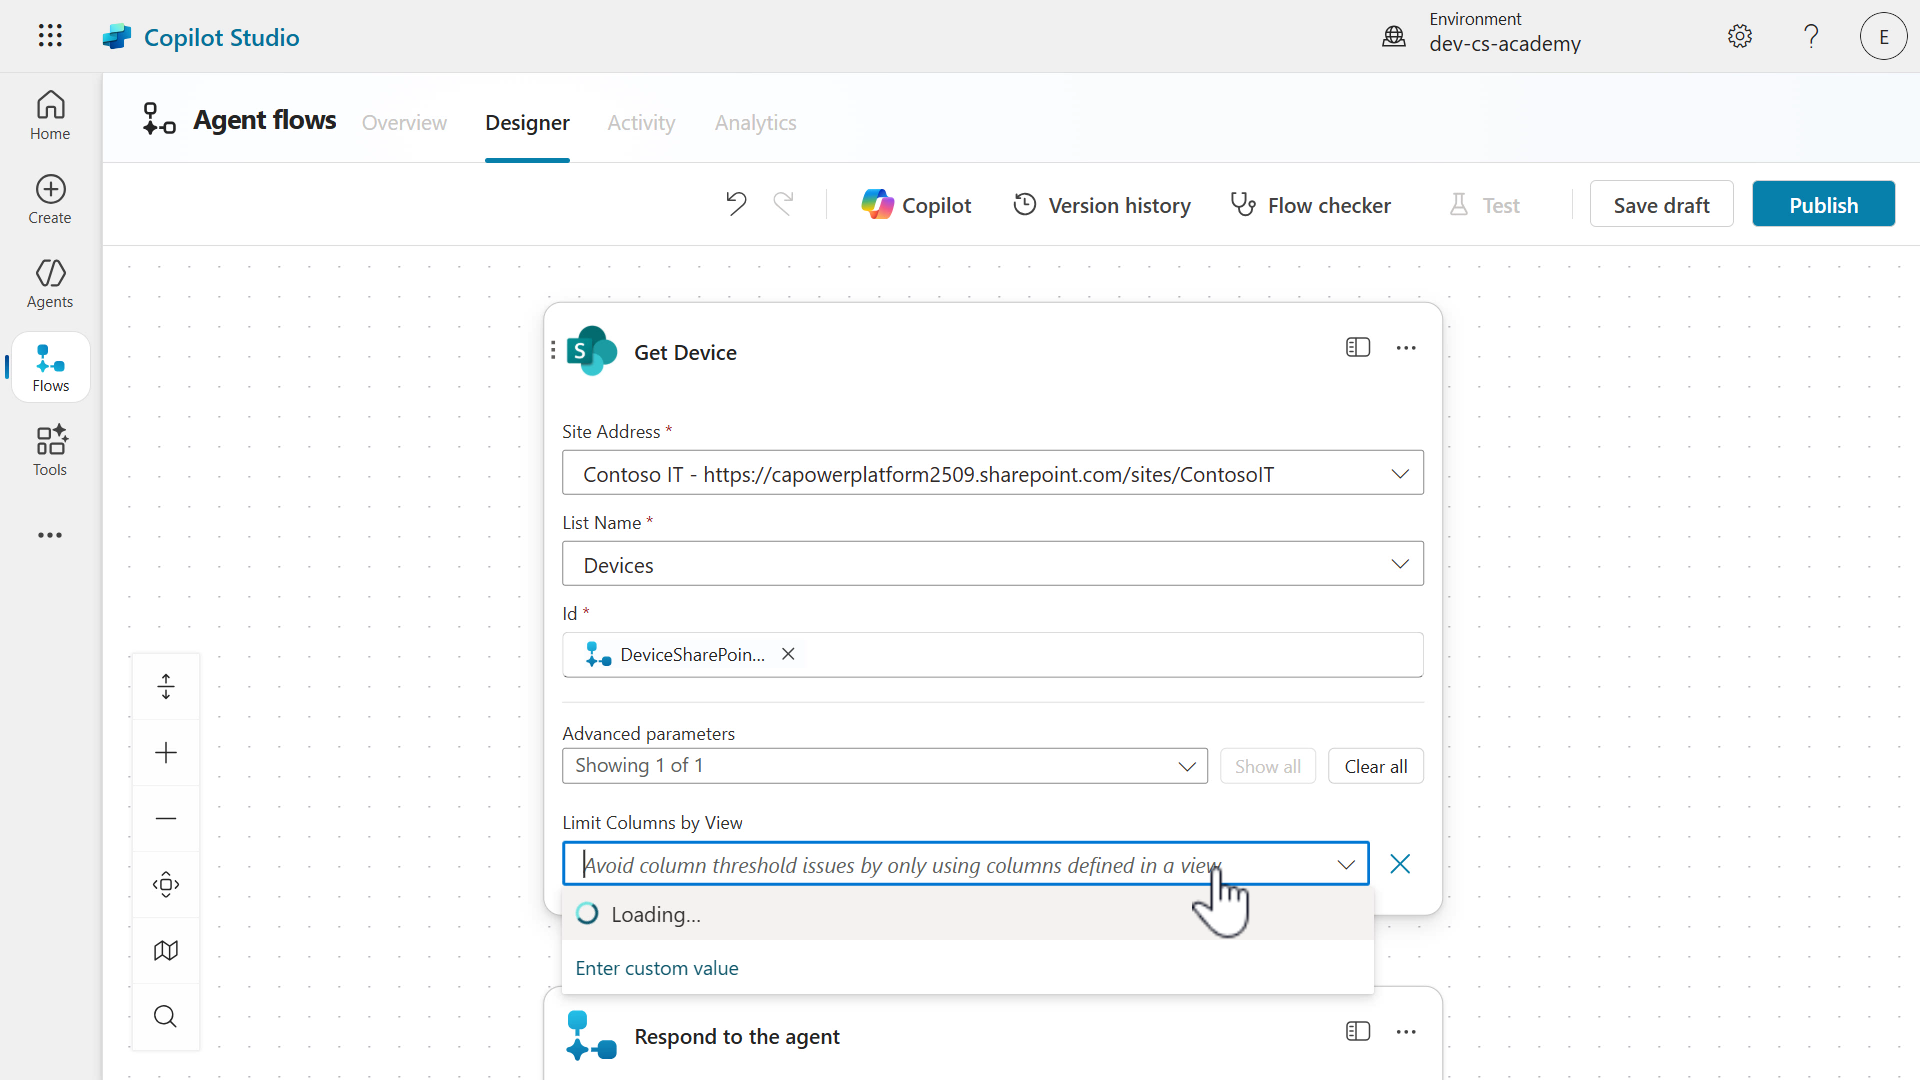 Copilot Studio
Environment
dev-cs-academy
?
E
Home
Create
Agents
Flows
Tools
Agent flows
Overview
Designer
Activity
Analytics
Copilot
Version history
Flow checker
Test
Save draft
Publish
S
Get Device
Site Address *
Contoso IT - https://capowerplatform2509.sharepoint.com/sites/ContosoIT
List Name *
Devices
Id *
DeviceSharePoin...
Advanced parameters
Showing 1 of 1
Show all
Clear all
Limit Columns by View
Avoid column threshold issues by only using columns defined in a view
Loading...
Enter custom value
Respond to the agent